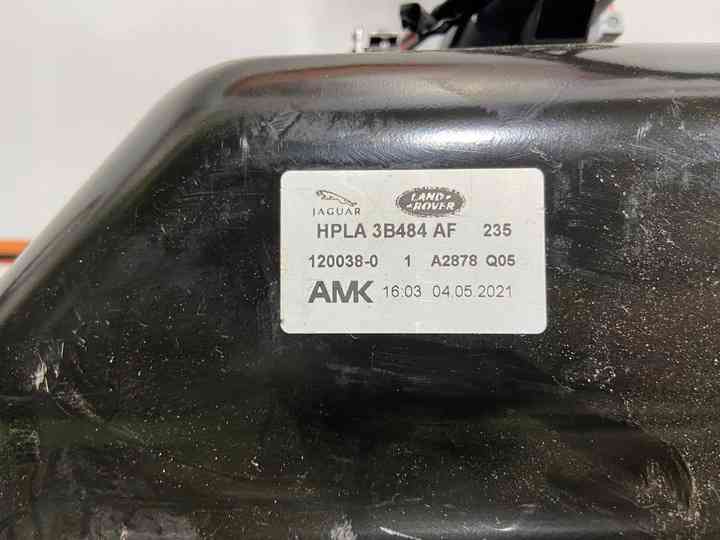 JAGUAR LAND ROVER
HPLA 3B484 AF 235
120038-0 1 A2878 Q05
AMK 16:03 04.05.2021